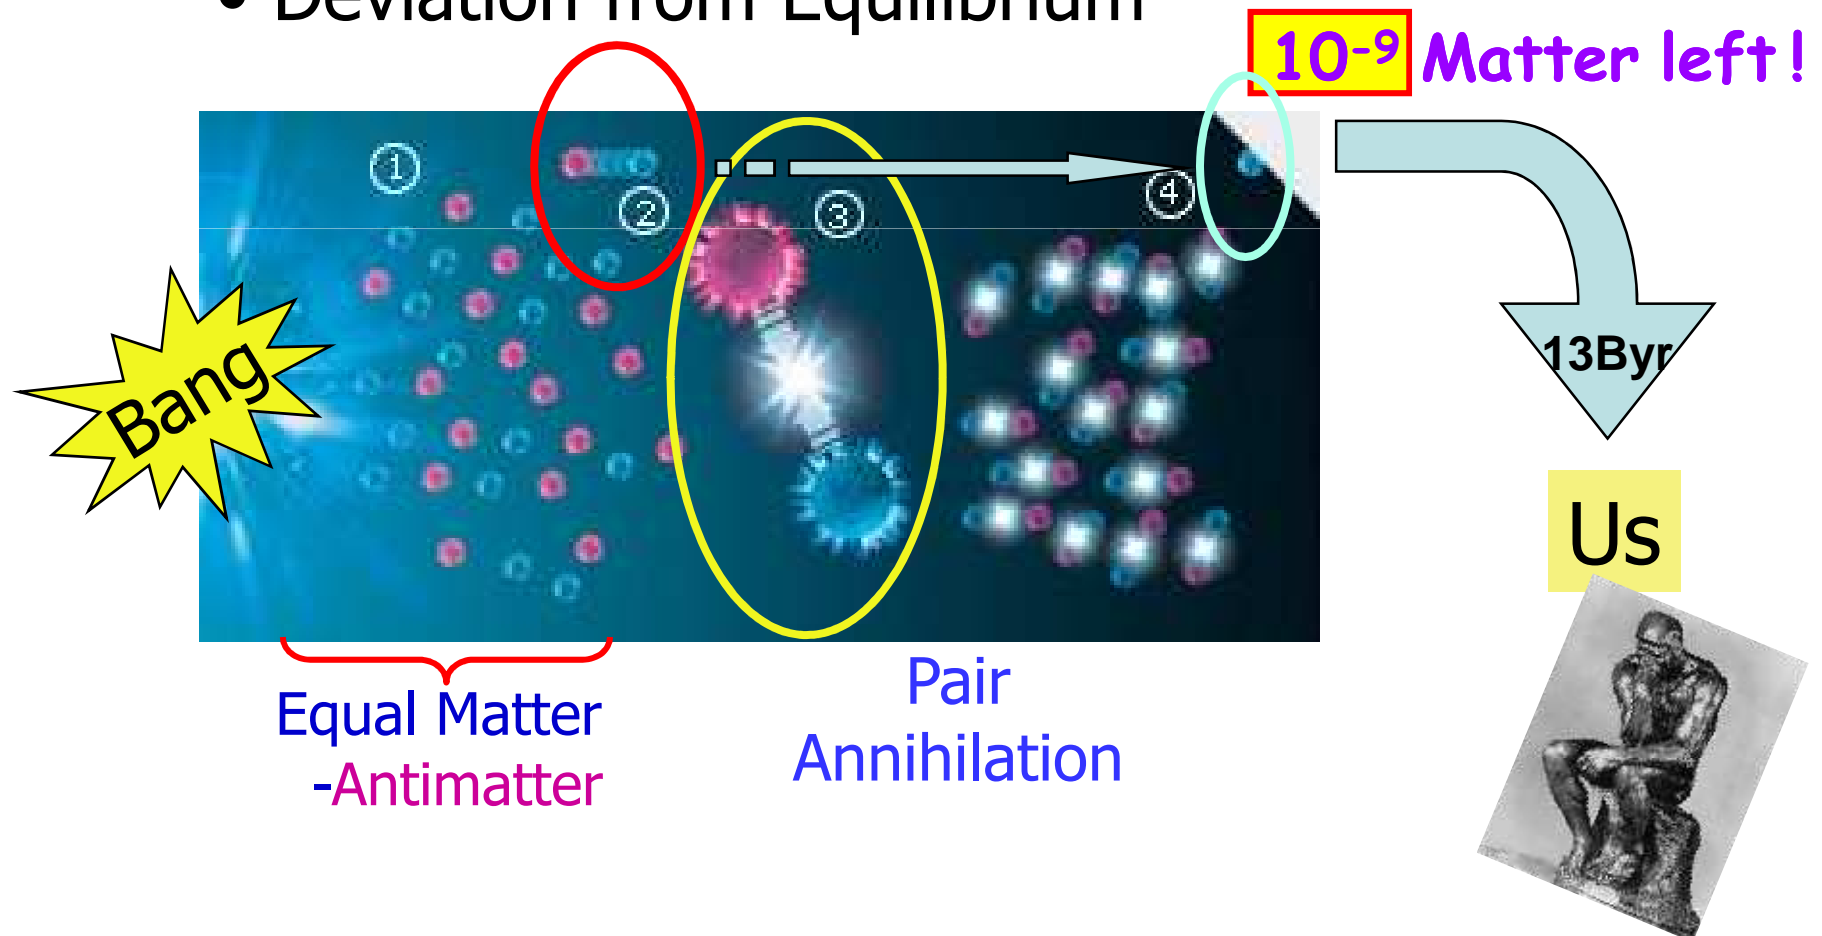 • Deviation from Equilibrium
10⁻⁹ Matter left !
① ② ③ ④
Bang
13Byr
Us
Equal Matter
-Antimatter
Pair
Annihilation